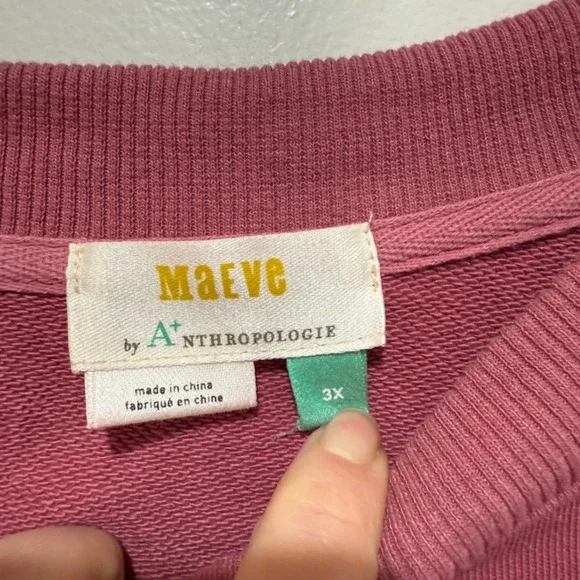 MaEVe
by A+NTHROPOLOGIE
made in china
fabriqué en chine
3X